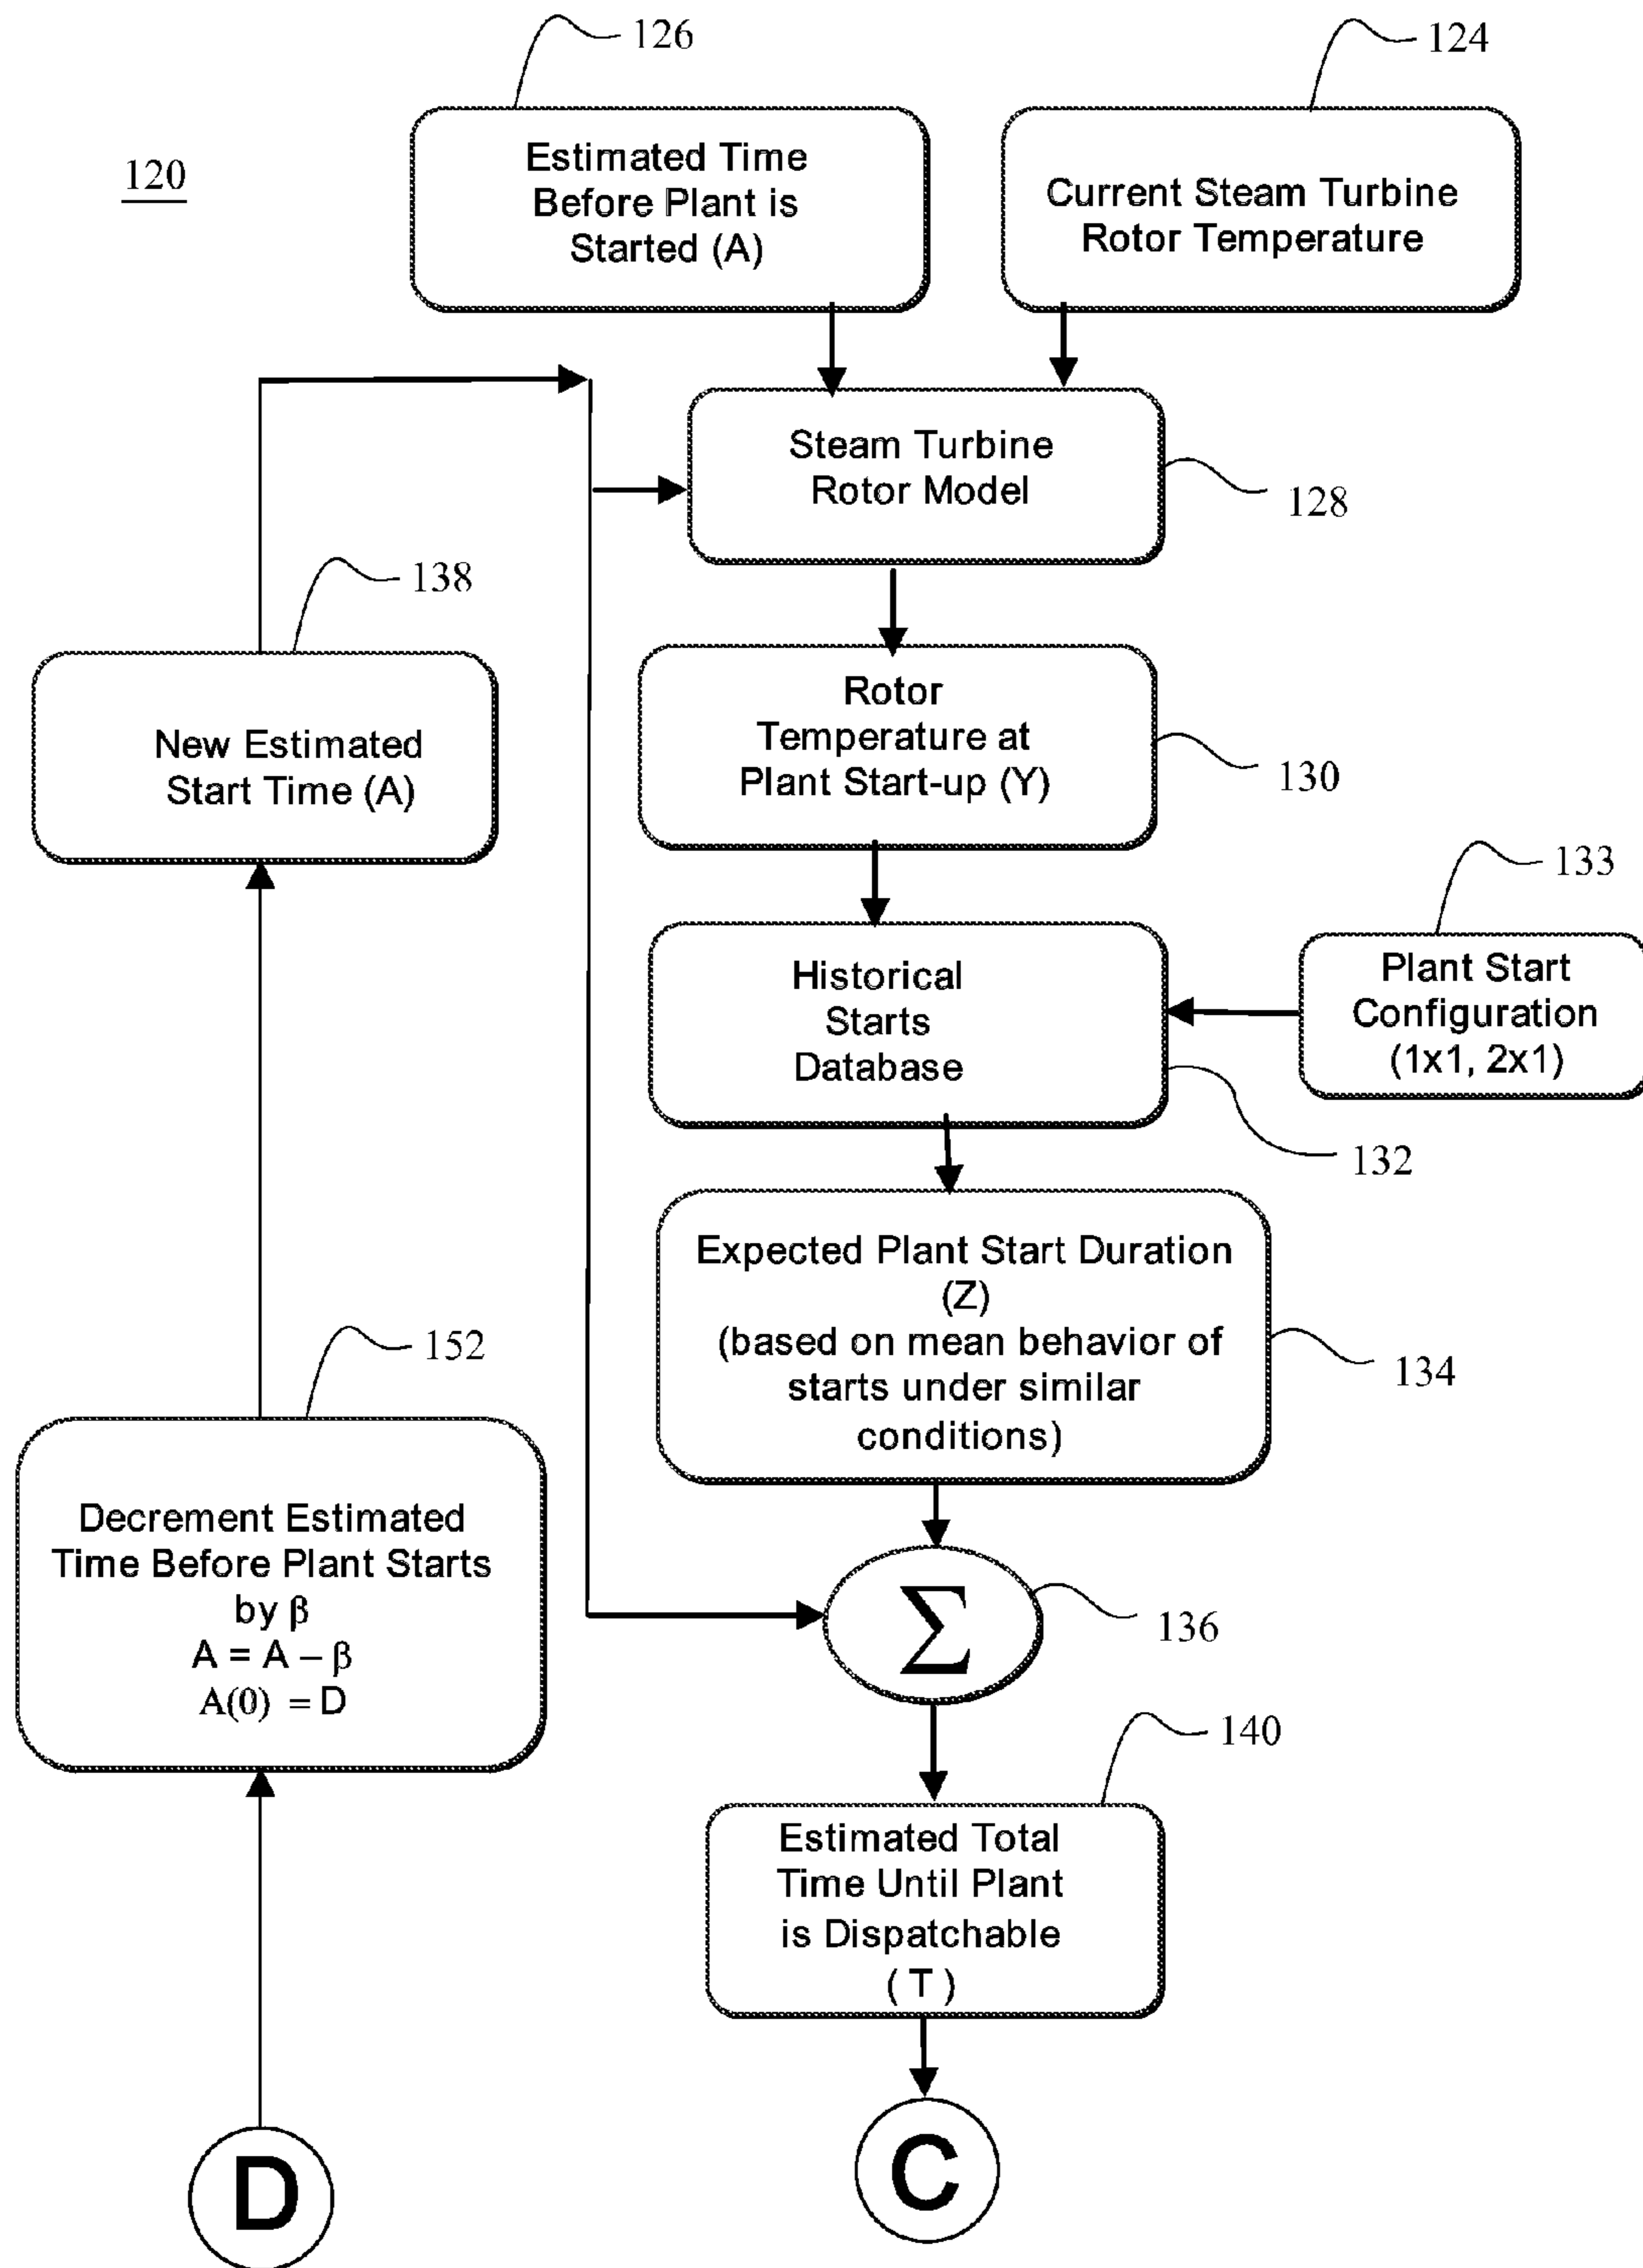 126
124
120
Estimated Time
Before Plant is
Started (A)
Current Steam Turbine
Rotor Temperature
Steam Turbine
Rotor Model
128
138
New Estimated
Start Time (A)
Rotor
Temperature at
Plant Start-up (Y)
130
133
Historical
Starts
Database
Plant Start
Configuration
(1x1, 2x1)
132
Expected Plant Start Duration
(Z)
(based on mean behavior of
starts under similar
conditions)
134
152
Decrement Estimated
Time Before Plant Starts
by β
A = A – β
A(0) = D
Σ
136
140
Estimated Total
Time Until Plant
is Dispatchable
( T )
D
C